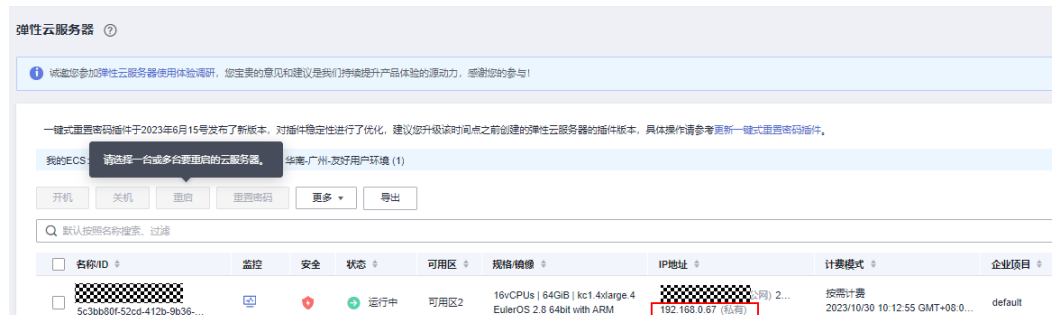 弹性云服务器
诚邀您参加弹性云服务器使用体验调研，您宝贵的意见和建议是我们持续提升产品体验的源动力，感谢您的参与！
一键式重置密码插件于2023年6月15号发布了新版本，对插件稳定性进行了优化，建议您升级该时间点之前创建的弹性云服务器的插件版本，具体操作请参考更新一键式重置密码插件。
我的ECS: 请选择一台或多台要重启的云服务器。 华南-广州-友好用户环境 (1)
开机 关机 重启 重置密码 更多 导出
默认按照名称搜索、过滤
名称/ID 监控 安全 状态 可用区 规格/镜像 IP地址 计费模式 企业项目
5c3bb80f-52cd-412b-9b36-... 运行中 可用区2 16vCPUs | 64GiB | kc1.4xlarge.4 公网) 2... 按需计费 default
EulerOS 2.8 64bit with ARM 192.168.0.67 (私有) 2023/10/30 10:12:55 GMT+08:0...